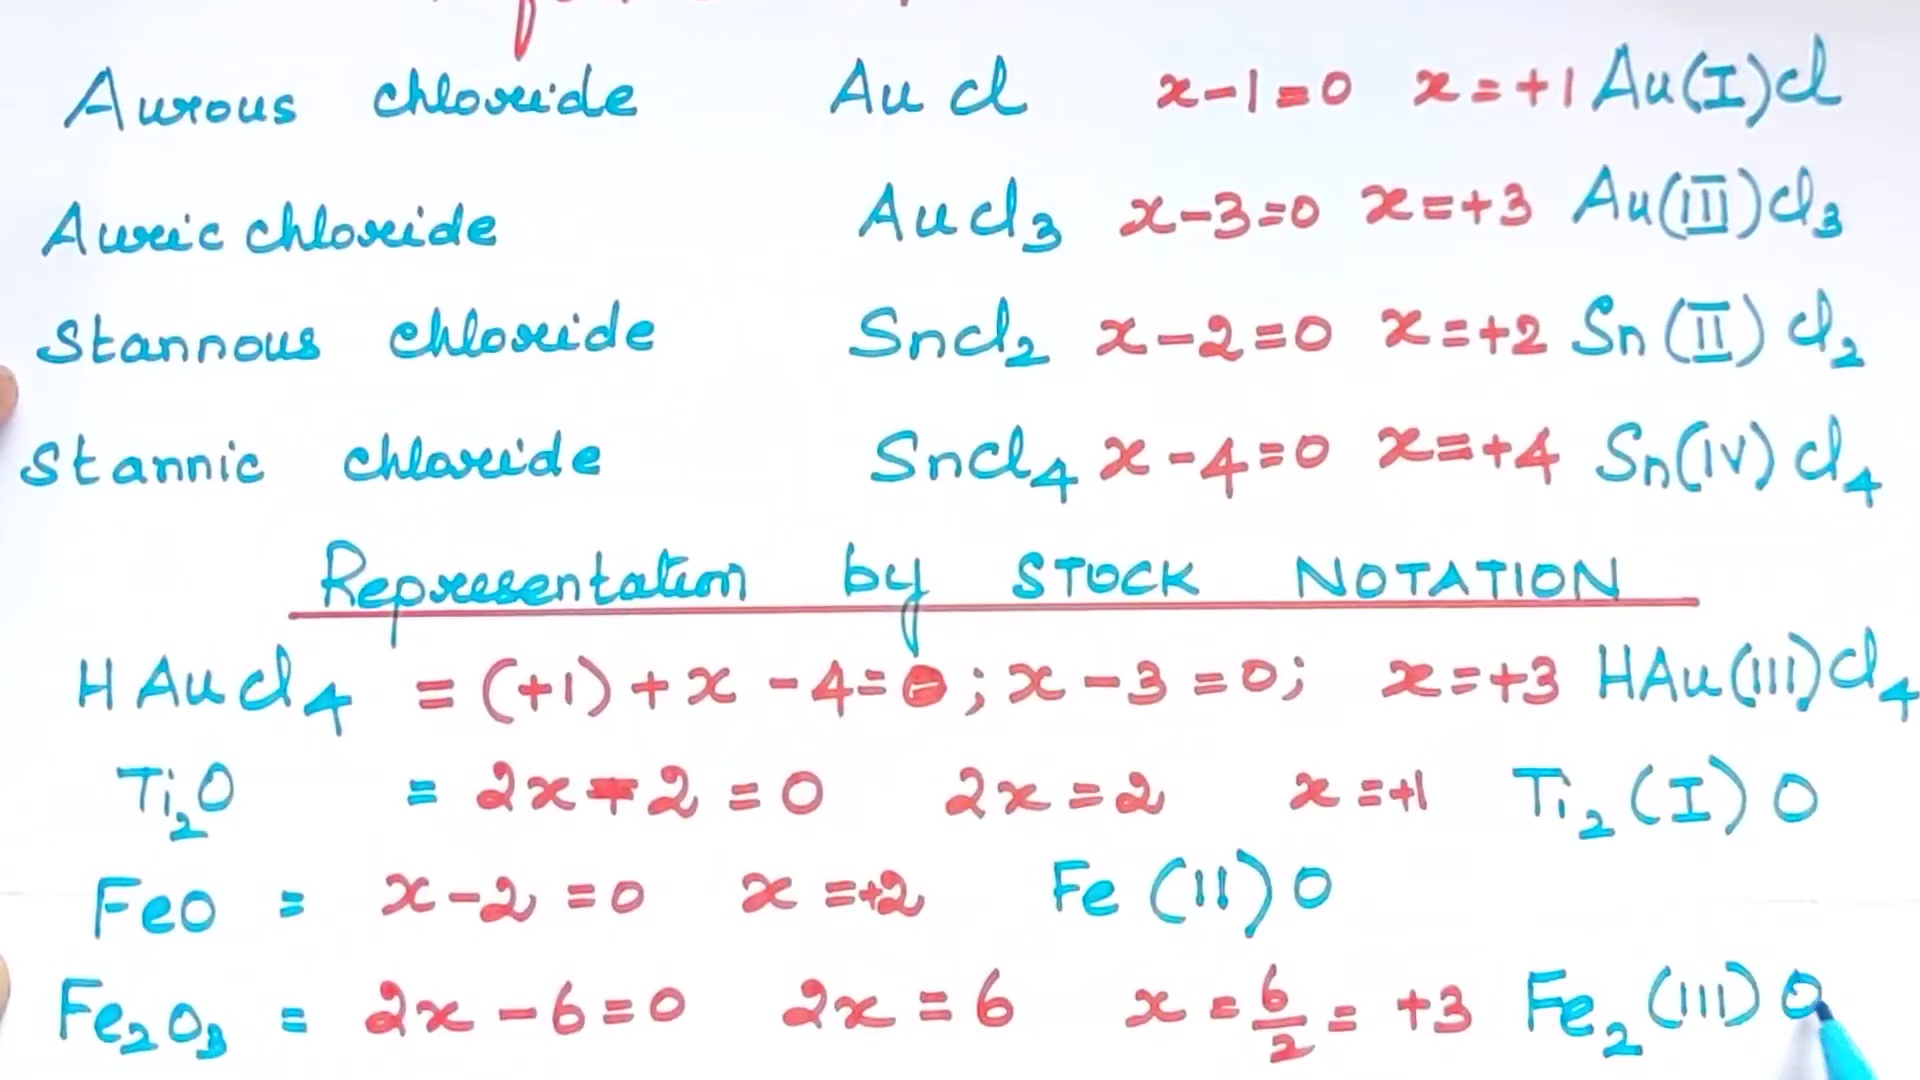 Aurous chloride AuCl x-1=0 x=+1 Au(I)Cl
Auric chloride AuCl₃ x-3=0 x=+3 Au(III)Cl₃
Stannous chloride SnCl₂ x-2=0 x=+2 Sn(II)Cl₂
Stannic chloride SnCl₄ x-4=0 x=+4 Sn(IV)Cl₄
Representation by STOCK NOTATION
HAuCl₄ = (+1)+x-4=0; x-3=0; x=+3 HAu(III)Cl₄
Ti₂O = 2x-2=0 2x=2 x=+1 Ti₂(I)O
FeO = x-2=0 x=+2 Fe(II)O
Fe₂O₃ = 2x-6=0 2x=6 x=6/2=+3 Fe₂(III)O